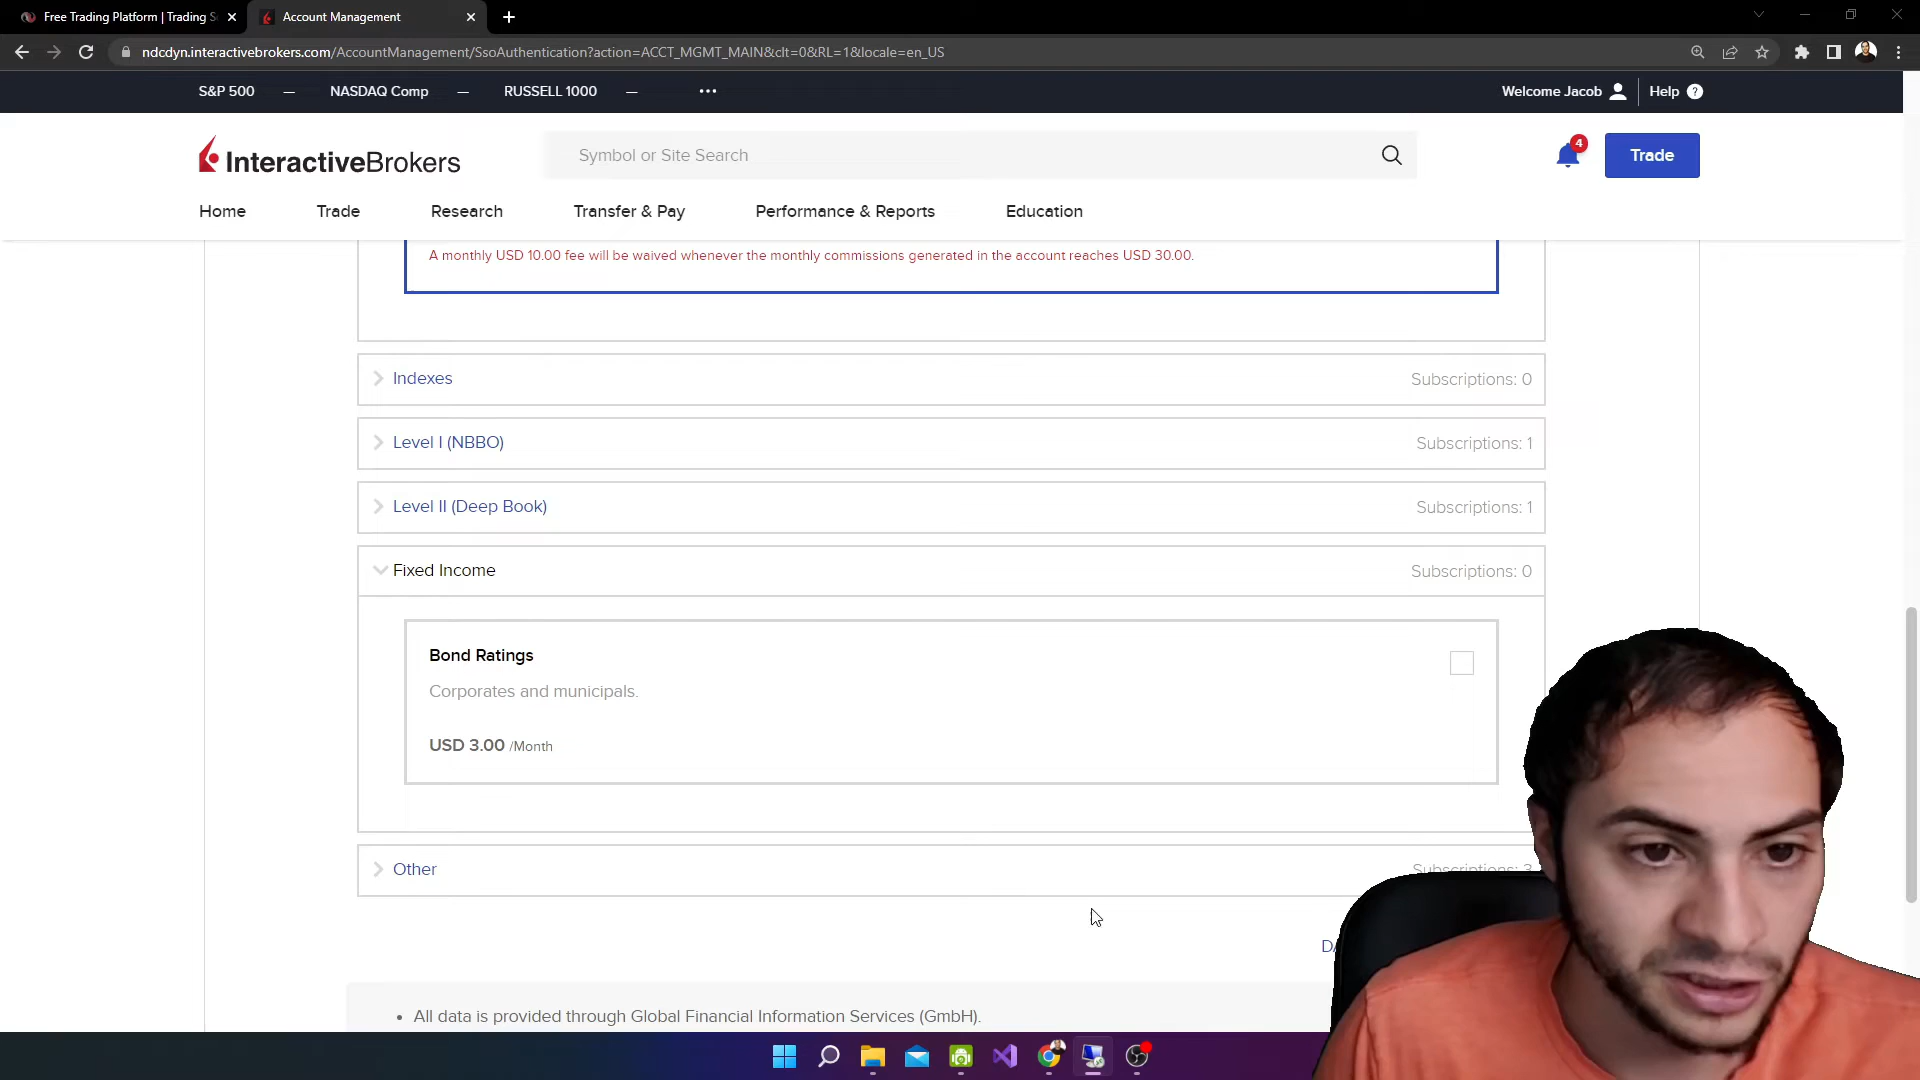 Free Trading Platform | Trading S
Account Management
ndcdyn.interactivebrokers.com/AccountManagement/SsoAuthentication?action=ACCT_MGMT_MAIN&clt=0&RL=1&locale=en_US
S&P 500 — NASDAQ Comp — RUSSELL 1000 — •••
Welcome Jacob Help ?
InteractiveBrokers
Symbol or Site Search
4
Trade
Home Trade Research Transfer & Pay Performance & Reports Education
A monthly USD 10.00 fee will be waived whenever the monthly commissions generated in the account reaches USD 30.00.
Indexes Subscriptions: 0
Level I (NBBO) Subscriptions: 1
Level II (Deep Book) Subscriptions: 1
Fixed Income Subscriptions: 0
Bond Ratings
Corporates and municipals.
USD 3.00 /Month
Other Subscriptions: 3
• All data is provided through Global Financial Information Services (GmbH).